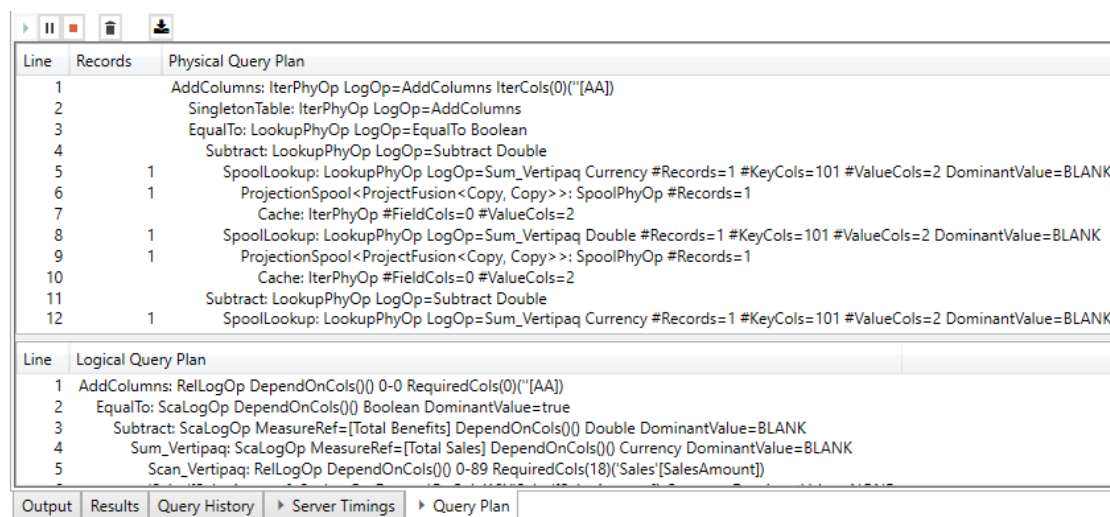 Line Records Physical Query Plan
1 AddColumns: IterPhyOp LogOp=AddColumns IterCols(0)(''[AA])
2 SingletonTable: IterPhyOp LogOp=AddColumns
3 EqualTo: LookupPhyOp LogOp=EqualTo Boolean
4 Subtract: LookupPhyOp LogOp=Subtract Double
5 1 SpoolLookup: LookupPhyOp LogOp=Sum_Vertipaq Currency #Records=1 #KeyCols=101 #ValueCols=2 DominantValue=BLANK
6 1 ProjectionSpool<ProjectFusion<Copy, Copy>>: SpoolPhyOp #Records=1
7 Cache: IterPhyOp #FieldCols=0 #ValueCols=2
8 1 SpoolLookup: LookupPhyOp LogOp=Sum_Vertipaq Double #Records=1 #KeyCols=101 #ValueCols=2 DominantValue=BLANK
9 1 ProjectionSpool<ProjectFusion<Copy, Copy>>: SpoolPhyOp #Records=1
10 Cache: IterPhyOp #FieldCols=0 #ValueCols=2
11 Subtract: LookupPhyOp LogOp=Subtract Double
12 1 SpoolLookup: LookupPhyOp LogOp=Sum_Vertipaq Currency #Records=1 #KeyCols=101 #ValueCols=2 DominantValue=BLANK
Line Logical Query Plan
1 AddColumns: RelLogOp DependOnCols()() 0-0 RequiredCols(0)(''[AA])
2 EqualTo: ScaLogOp DependOnCols()() Boolean DominantValue=true
3 Subtract: ScaLogOp MeasureRef=[Total Benefits] DependOnCols()() Double DominantValue=BLANK
4 Sum_Vertipaq: ScaLogOp MeasureRef=[Total Sales] DependOnCols()() Currency DominantValue=BLANK
5 Scan_Vertipaq: RelLogOp DependOnCols()() 0-89 RequiredCols(18)('Sales'[SalesAmount])
Output Results Query History Server Timings Query Plan